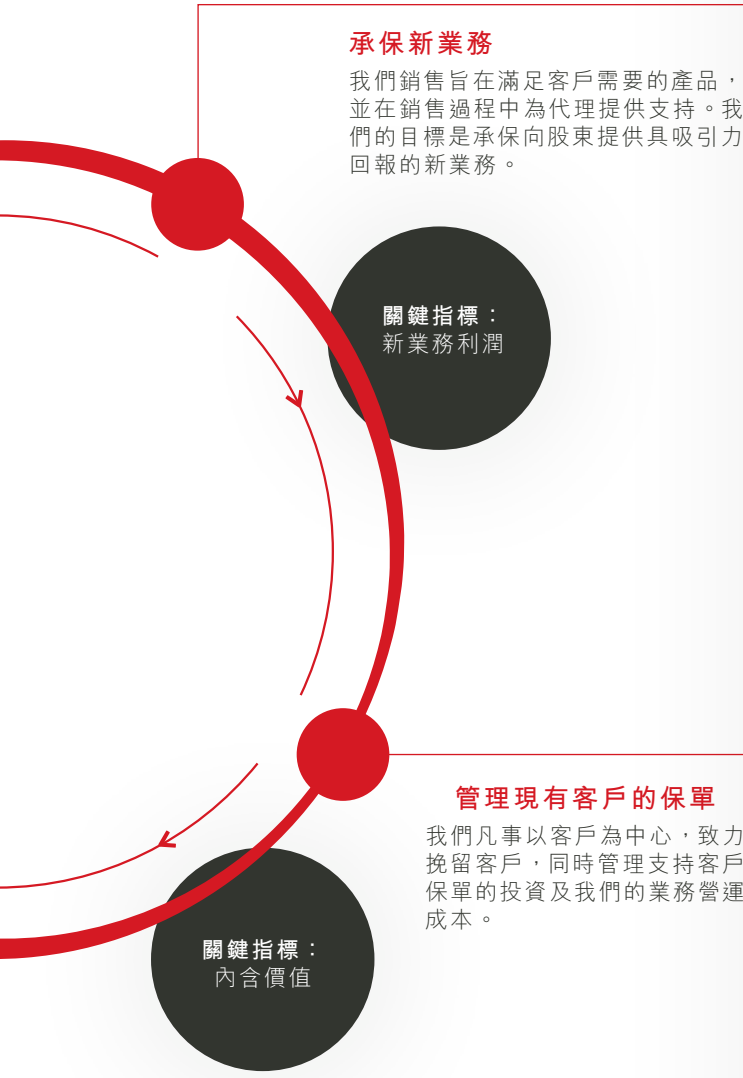 承保新業務
我們銷售旨在滿足客戶需要的產品，
並在銷售過程中為代理提供支持。我
們的目標是承保向股東提供具吸引力
回報的新業務。
關鍵指標：
新業務利潤
管理現有客戶的保單
我們凡事以客戶為中心，致力
挽留客戶，同時管理支持客戶
保單的投資及我們的業務營運
成本。
關鍵指標：
內含價值